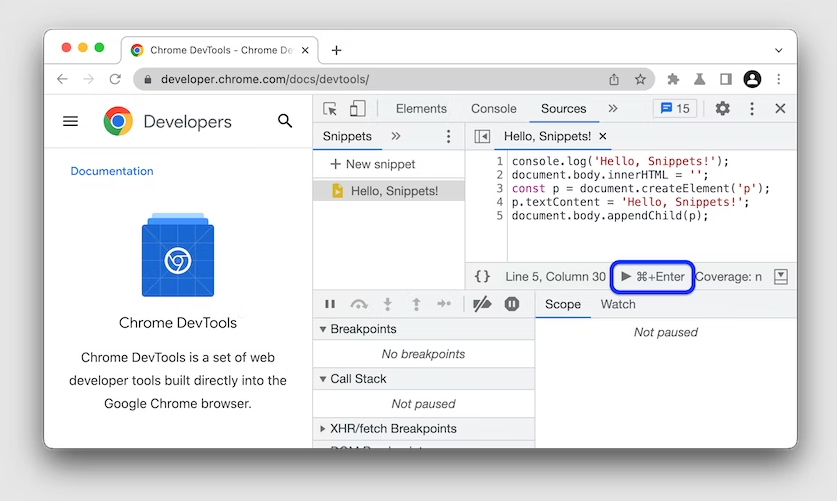 Chrome DevTools - Chrome De
developer.chrome.com/docs/devtools/
Developers
Documentation
Chrome DevTools
Chrome DevTools is a set of web
developer tools built directly into the
Google Chrome browser.
Elements Console Sources 15
Snippets
New snippet
Hello, Snippets!
Hello, Snippets!
1 console.log('Hello, Snippets!');
2 document.body.innerHTML = '';
3 const p = document.createElement('p');
4 p.textContent = 'Hello, Snippets!';
5 document.body.appendChild(p);
{} Line 5, Column 30 ⌘+Enter Coverage: n
Breakpoints
No breakpoints
Call Stack
Not paused
XHR/fetch Breakpoints
Scope Watch
Not paused